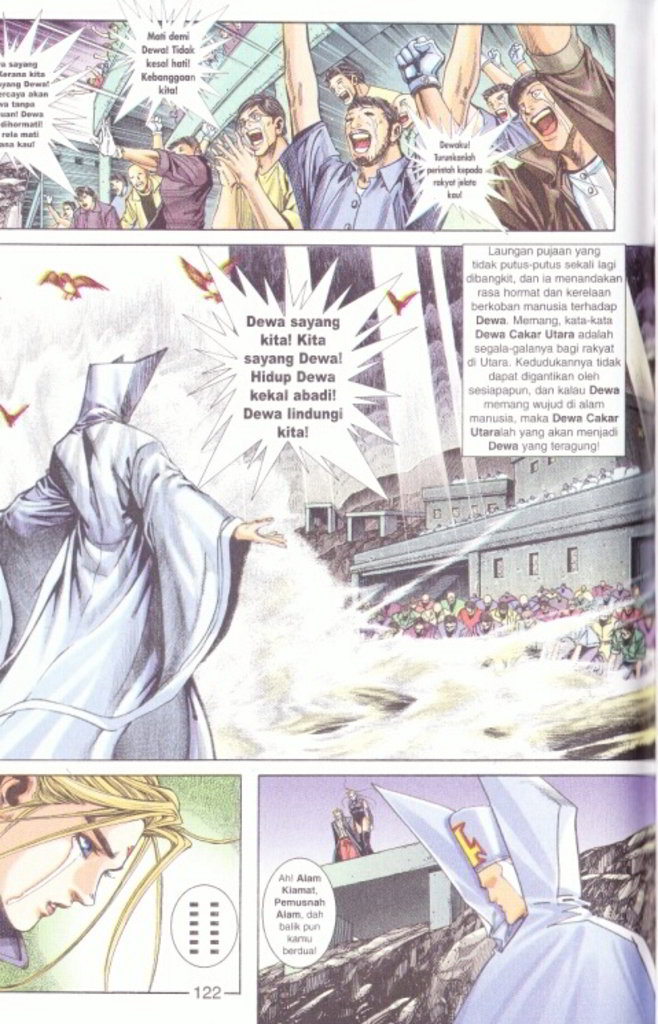 sayang
Kerana kita
yang akan
tanpa
Dewa
dihormati!
rela mati
kau!
Mati demi
Dewa! Tidak
kesal hati!
Kebanggaan
kita!
Dewaku!
Turunkanlah
perintah kepada
rakyat jelata
kau!
Dewa sayang
kita! Kita
sayang Dewa!
Hidup Dewa
kekal abadi!
Dewa lindungi
kita!
Laungan pujaan yang
tidak putus-putus sekali lagi
dibangkit, dan ia menandakan
rasa hormat dan kerelaan
berkoban manusia terhadap
Dewa. Memang, kata-kata
Dewa Cakar Utara adalah
segala-galanya bagi rakyat
di Utara. Kedudukannya tidak
dapat digantikan oleh
sesiapapun, dan kalau Dewa
memang wujud di alam
manusia, maka Dewa Cakar
Utaralah yang akan menjadi
Dewa yang teragung!
Ah! Alam
Kiamat,
Pemusnah
Alam, dah
balik pun
kamu
berdua!
122